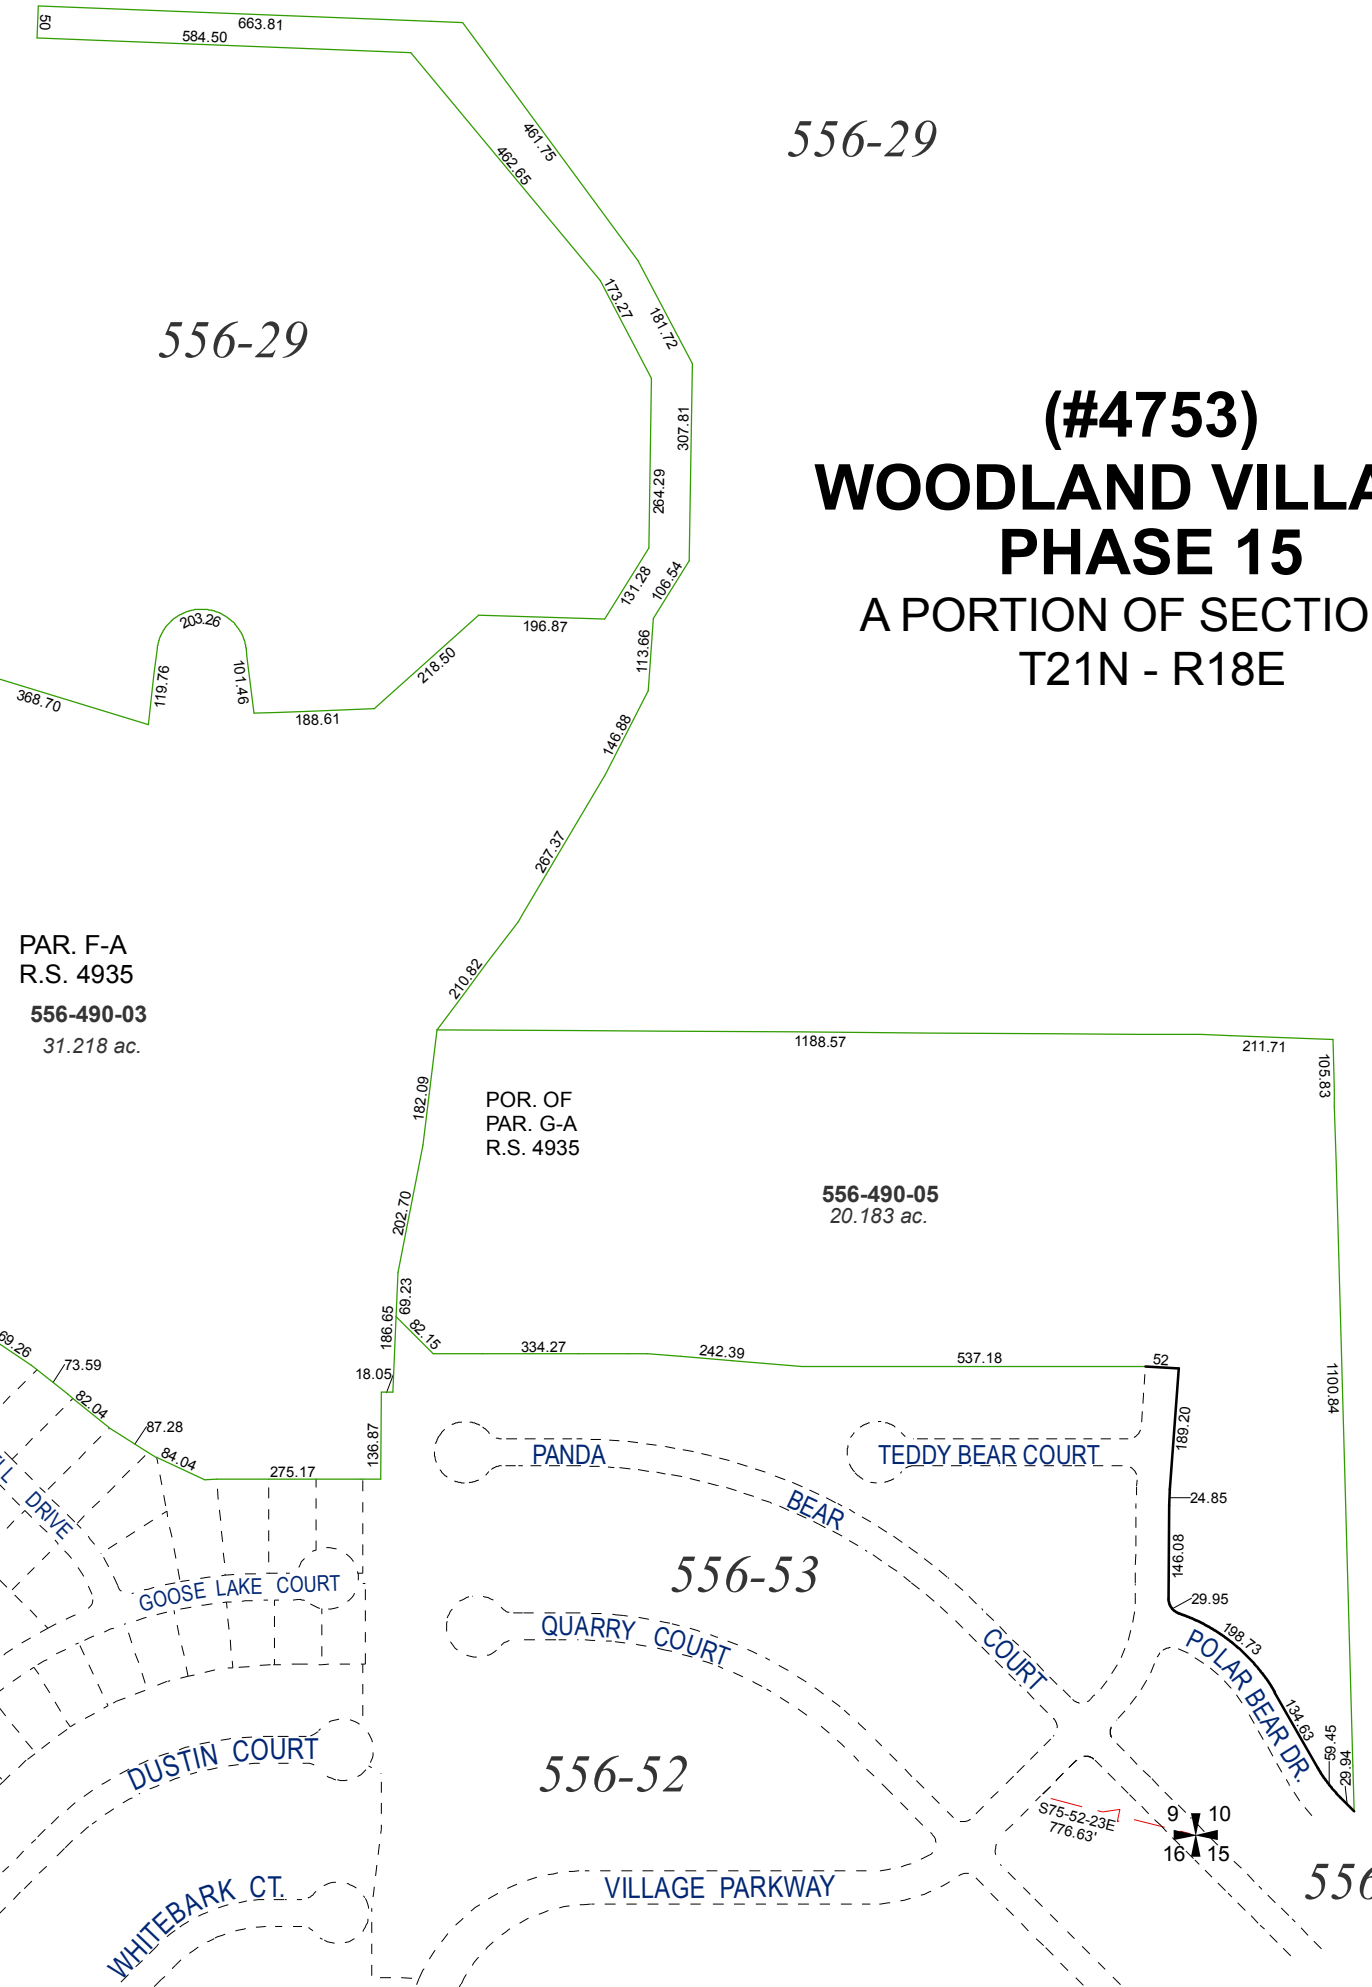 50
663.81
584.50
461.75
462.65
556-29
556-29
173.27
181.72
307.81
264.29
(#4753)
WOODLAND VILLA
PHASE 15
A PORTION OF SECTIO
T21N - R18E
131.28
106.54
196.87
113.66
203.26
119.76
101.46
218.50
188.61
368.70
146.88
267.37
210.82
PAR. F-A
R.S. 4935
556-490-03
31.218 ac.
1188.57
211.71
105.83
182.09
POR. OF
PAR. G-A
R.S. 4935
556-490-05
20.183 ac.
202.70
69.23
186.65
82.15
334.27
242.39
537.18
52
18.05
136.87
69.26
73.59
82.04
87.28
84.04
275.17
1100.84
189.20
24.85
146.08
29.95
198.73
134.63
59.45
29.94
PANDA BEAR COURT
TEDDY BEAR COURT
DRIVE
GOOSE LAKE COURT
556-53
QUARRY COURT
POLAR BEAR DR.
DUSTIN COURT
556-52
S75-52-23E
776.63'
9 10
16 15
WHITEBARK CT.
VILLAGE PARKWAY
556